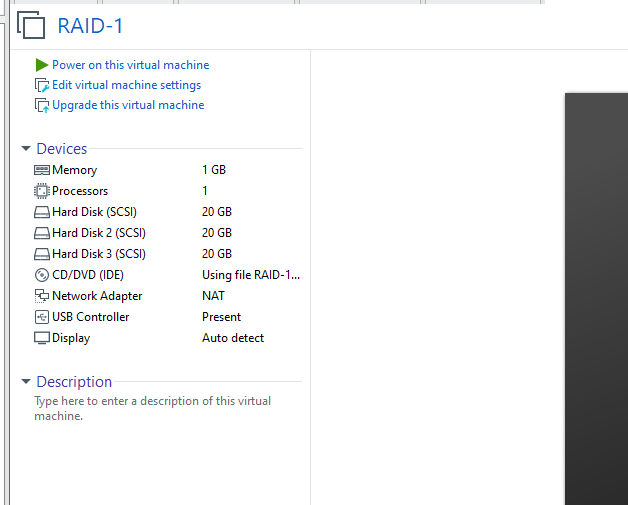 RAID-1
Power on this virtual machine
Edit virtual machine settings
Upgrade this virtual machine
Devices
Memory 1 GB
Processors 1
Hard Disk (SCSI) 20 GB
Hard Disk 2 (SCSI) 20 GB
Hard Disk 3 (SCSI) 20 GB
CD/DVD (IDE) Using file RAID-1...
Network Adapter NAT
USB Controller Present
Display Auto detect
Description
Type here to enter a description of this virtual
machine.